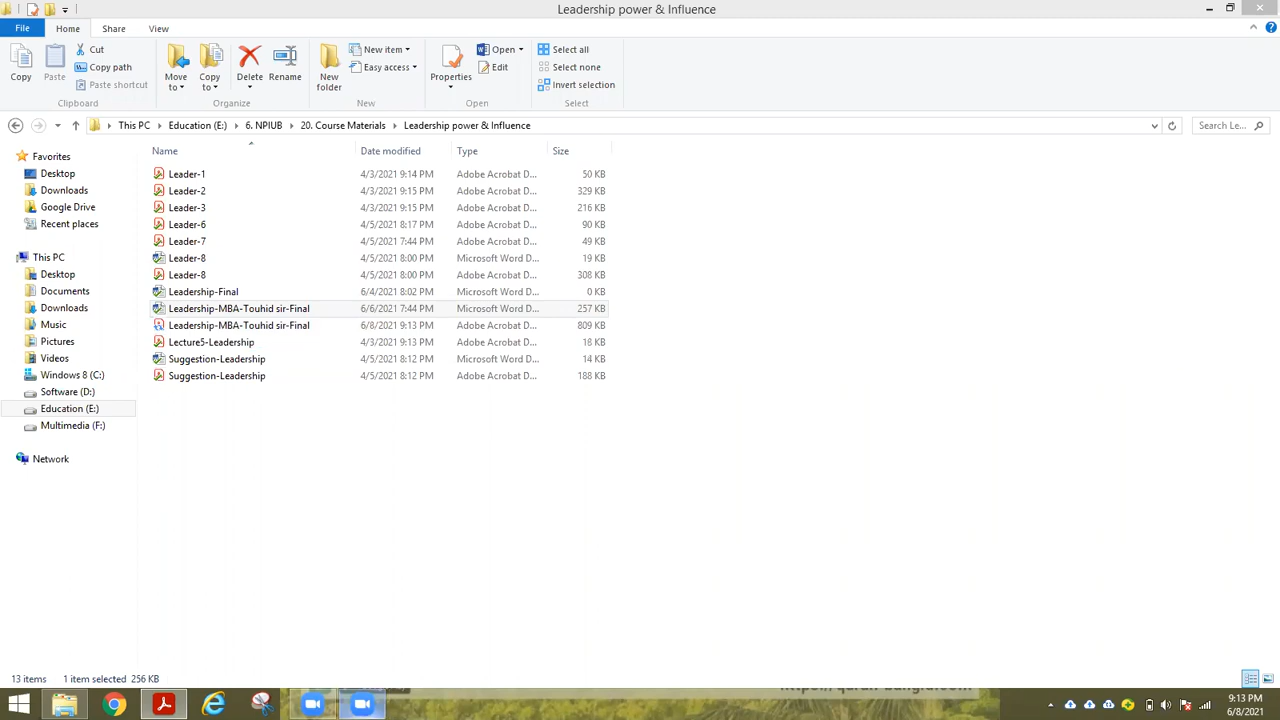 Leadership power & Influence
File Home Share View
Copy
Paste
Cut
Copy path
Paste shortcut
Clipboard
Move to
Copy to
Delete
Rename
Organize
New folder
New item
Easy access
New
Properties
Open
Edit
Open
Select all
Select none
Invert selection
Select
This PC Education (E:) 6. NPIUB 20. Course Materials Leadership power & Influence
Search Le...
Name Date modified Type Size
Leader-1 4/3/2021 9:14 PM Adobe Acrobat D... 50 KB
Leader-2 4/3/2021 9:15 PM Adobe Acrobat D... 329 KB
Leader-3 4/3/2021 9:15 PM Adobe Acrobat D... 216 KB
Leader-6 4/5/2021 8:17 PM Adobe Acrobat D... 90 KB
Leader-7 4/5/2021 7:44 PM Adobe Acrobat D... 49 KB
Leader-8 4/5/2021 8:00 PM Microsoft Word D... 19 KB
Leader-8 4/5/2021 8:00 PM Adobe Acrobat D... 308 KB
Leadership-Final 6/4/2021 8:02 PM Microsoft Word D... 0 KB
Leadership-MBA-Touhid sir-Final 6/6/2021 7:44 PM Microsoft Word D... 257 KB
Leadership-MBA-Touhid sir-Final 6/8/2021 9:13 PM Adobe Acrobat D... 809 KB
Lecture5-Leadership 4/3/2021 9:13 PM Adobe Acrobat D... 18 KB
Suggestion-Leadership 4/5/2021 8:12 PM Microsoft Word D... 14 KB
Suggestion-Leadership 4/5/2021 8:12 PM Adobe Acrobat D... 188 KB
Favorites
Desktop
Downloads
Google Drive
Recent places
This PC
Desktop
Documents
Downloads
Music
Pictures
Videos
Windows 8 (C:)
Software (D:)
Education (E:)
Multimedia (F:)
Network
13 items 1 item selected 256 KB
9:13 PM
6/8/2021